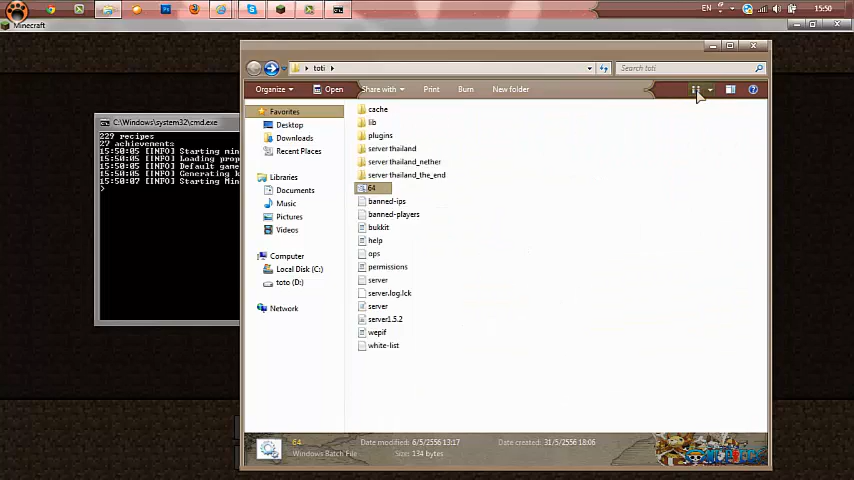 EN
15:50
Minecraft
toti
Search toti
Organize
Open
Share with
Print
Burn
New folder
C:\Windows\system32\cmd.exe
229 recipes
27 achievements
15:50:05 [INFO] Starting min
15:50:05 [INFO] Loading prop
15:50:05 [INFO] Default game
15:50:05 [INFO] Generating k
15:50:07 [INFO] Starting Min
>
Favorites
Desktop
Downloads
Recent Places
Libraries
Documents
Music
Pictures
Videos
Computer
Local Disk (C:)
toto (D:)
Network
cache
lib
plugins
server thailand
server thailand_nether
server thailand_the_end
64
banned-ips
banned-players
bukkit
help
ops
permissions
server
server.log.lck
server
server1.5.2
wepif
white-list
64
Date modified: 6/5/2556 13:17
Date created: 31/5/2556 18:06
Windows Batch File
Size: 134 bytes
ONE PIECE